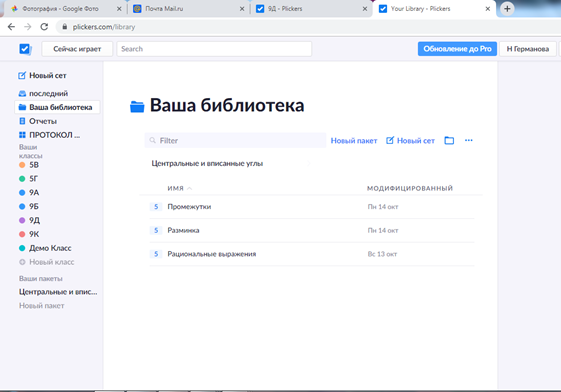 Фотография - Google Фото
Почта Mail.ru
9Д - Plickers
Your Library - Plickers
plickers.com/library
Сейчас играет
Search
Обновление до Pro
Н Германова
Новый сет
последний
Ваша библиотека
Отчеты
ПРОТОКОЛ ...
Ваши
классы
5В
5Г
9А
9Б
9Д
9К
Демо Класс
Новый класс
Ваши пакеты
Центральные и впис...
Новый пакет
Ваша библиотека
Filter
Новый пакет
Новый сет
Центральные и вписанные углы
ИМЯ
МОДИФИЦИРОВАННЫЙ
5 Промежутки Пн 14 окт
5 Разминка Пн 14 окт
5 Рациональные выражения Вс 13 окт